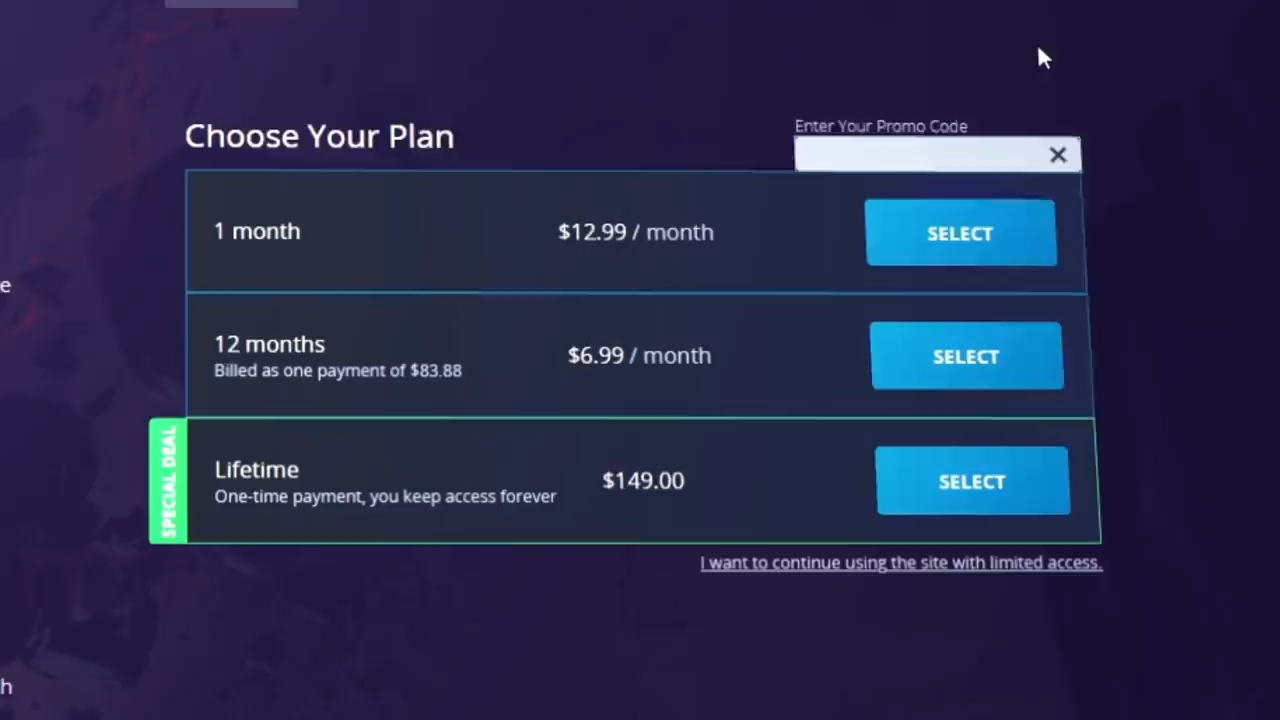 Choose Your Plan
Enter Your Promo Code
1 month
$12.99 / month
SELECT
12 months
Billed as one payment of $83.88
$6.99 / month
SELECT
SPECIAL DEAL
Lifetime
One-time payment, you keep access forever
$149.00
SELECT
I want to continue using the site with limited access.